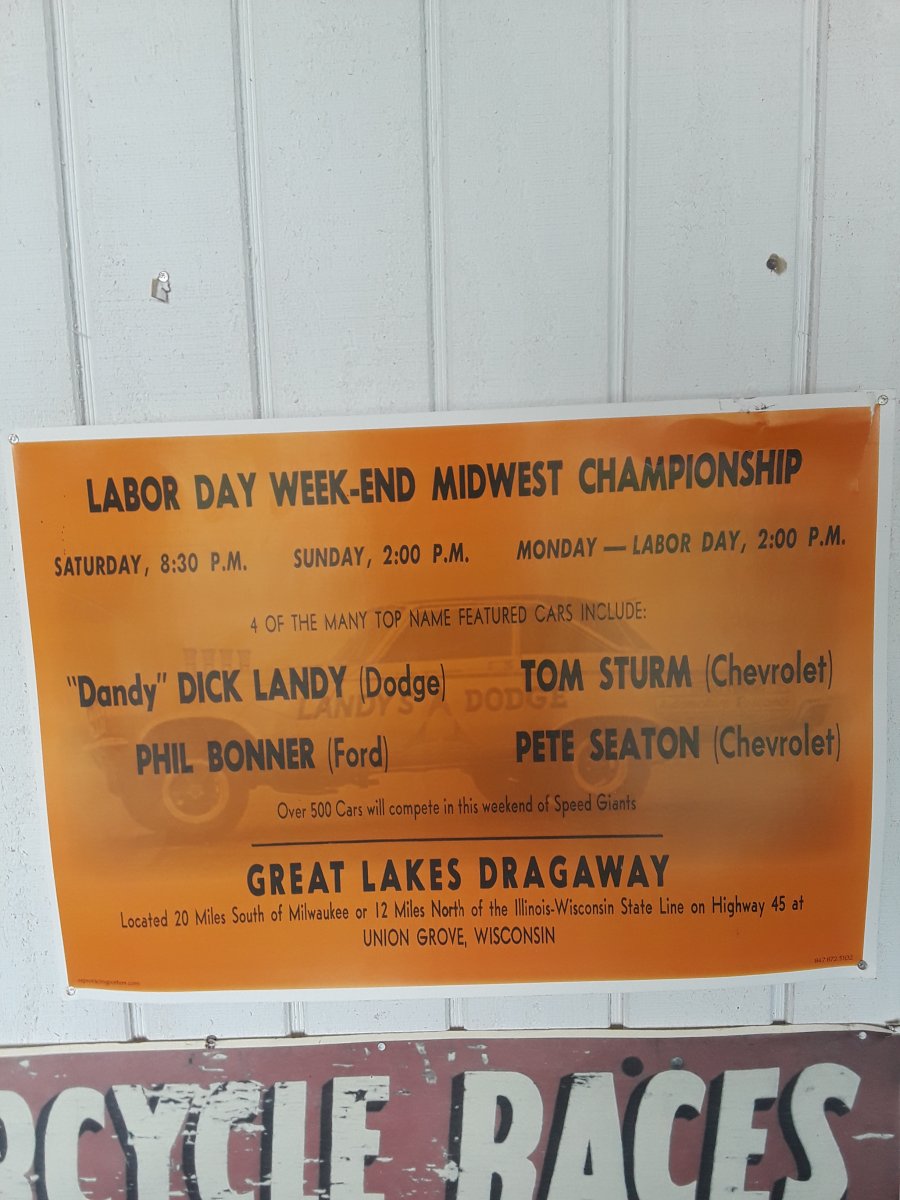 LABOR DAY WEEK-END MIDWEST CHAMPIONSHIP
SATURDAY, 8:30 P.M. SUNDAY, 2:00 P.M. MONDAY — LABOR DAY, 2:00 P.M.
4 OF THE MANY TOP NAME FEATURED CARS INCLUDE:
"Dandy" DICK LANDY (Dodge) TOM STURM (Chevrolet)
LANDY'S DODGE
PHIL BONNER (Ford) PETE SEATON (Chevrolet)
Over 500 Cars will compete in this weekend of Speed Giants
GREAT LAKES DRAGAWAY
Located 20 Miles South of Milwaukee or 12 Miles North of the Illinois-Wisconsin State Line on Highway 45 at
UNION GROVE, WISCONSIN
847.872.5102
RCYCLE RACES